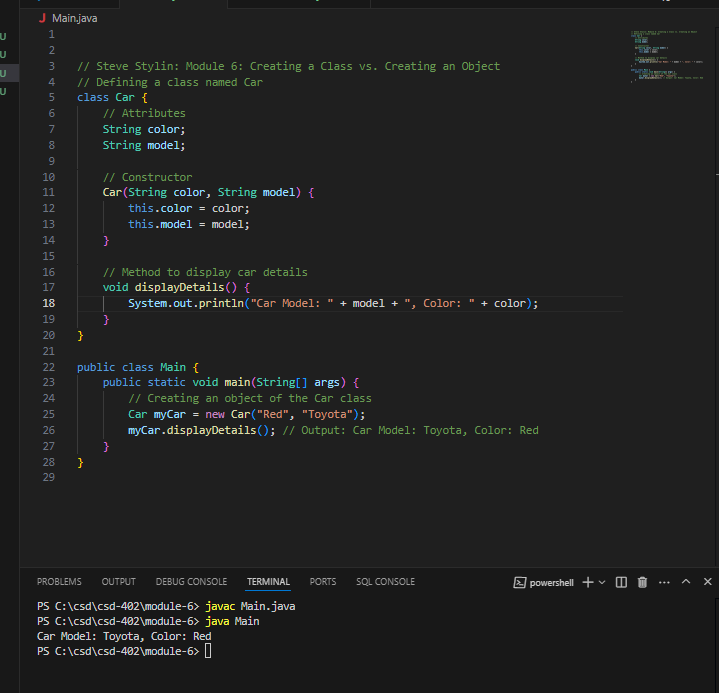 U
U
U
U
Main.java
1
2
3 // Steve Stylin: Module 6: Creating a Class vs. Creating an Object
4 // Defining a class named Car
5 class Car {
6 // Attributes
7 String color;
8 String model;
9
10 // Constructor
11 Car(String color, String model) {
12 this.color = color;
13 this.model = model;
14 }
15
16 // Method to display car details
17 void displayDetails() {
18 System.out.println("Car Model: " + model + ", Color: " + color);
19 }
20 }
21
22 public class Main {
23 public static void main(String[] args) {
24 // Creating an object of the Car class
25 Car myCar = new Car("Red", "Toyota");
26 myCar.displayDetails(); // Output: Car Model: Toyota, Color: Red
27 }
28 }
29
PROBLEMS OUTPUT DEBUG CONSOLE TERMINAL PORTS SQL CONSOLE powershell
PS C:\csd\csd-402\module-6> javac Main.java
PS C:\csd\csd-402\module-6> java Main
Car Model: Toyota, Color: Red
PS C:\csd\csd-402\module-6>